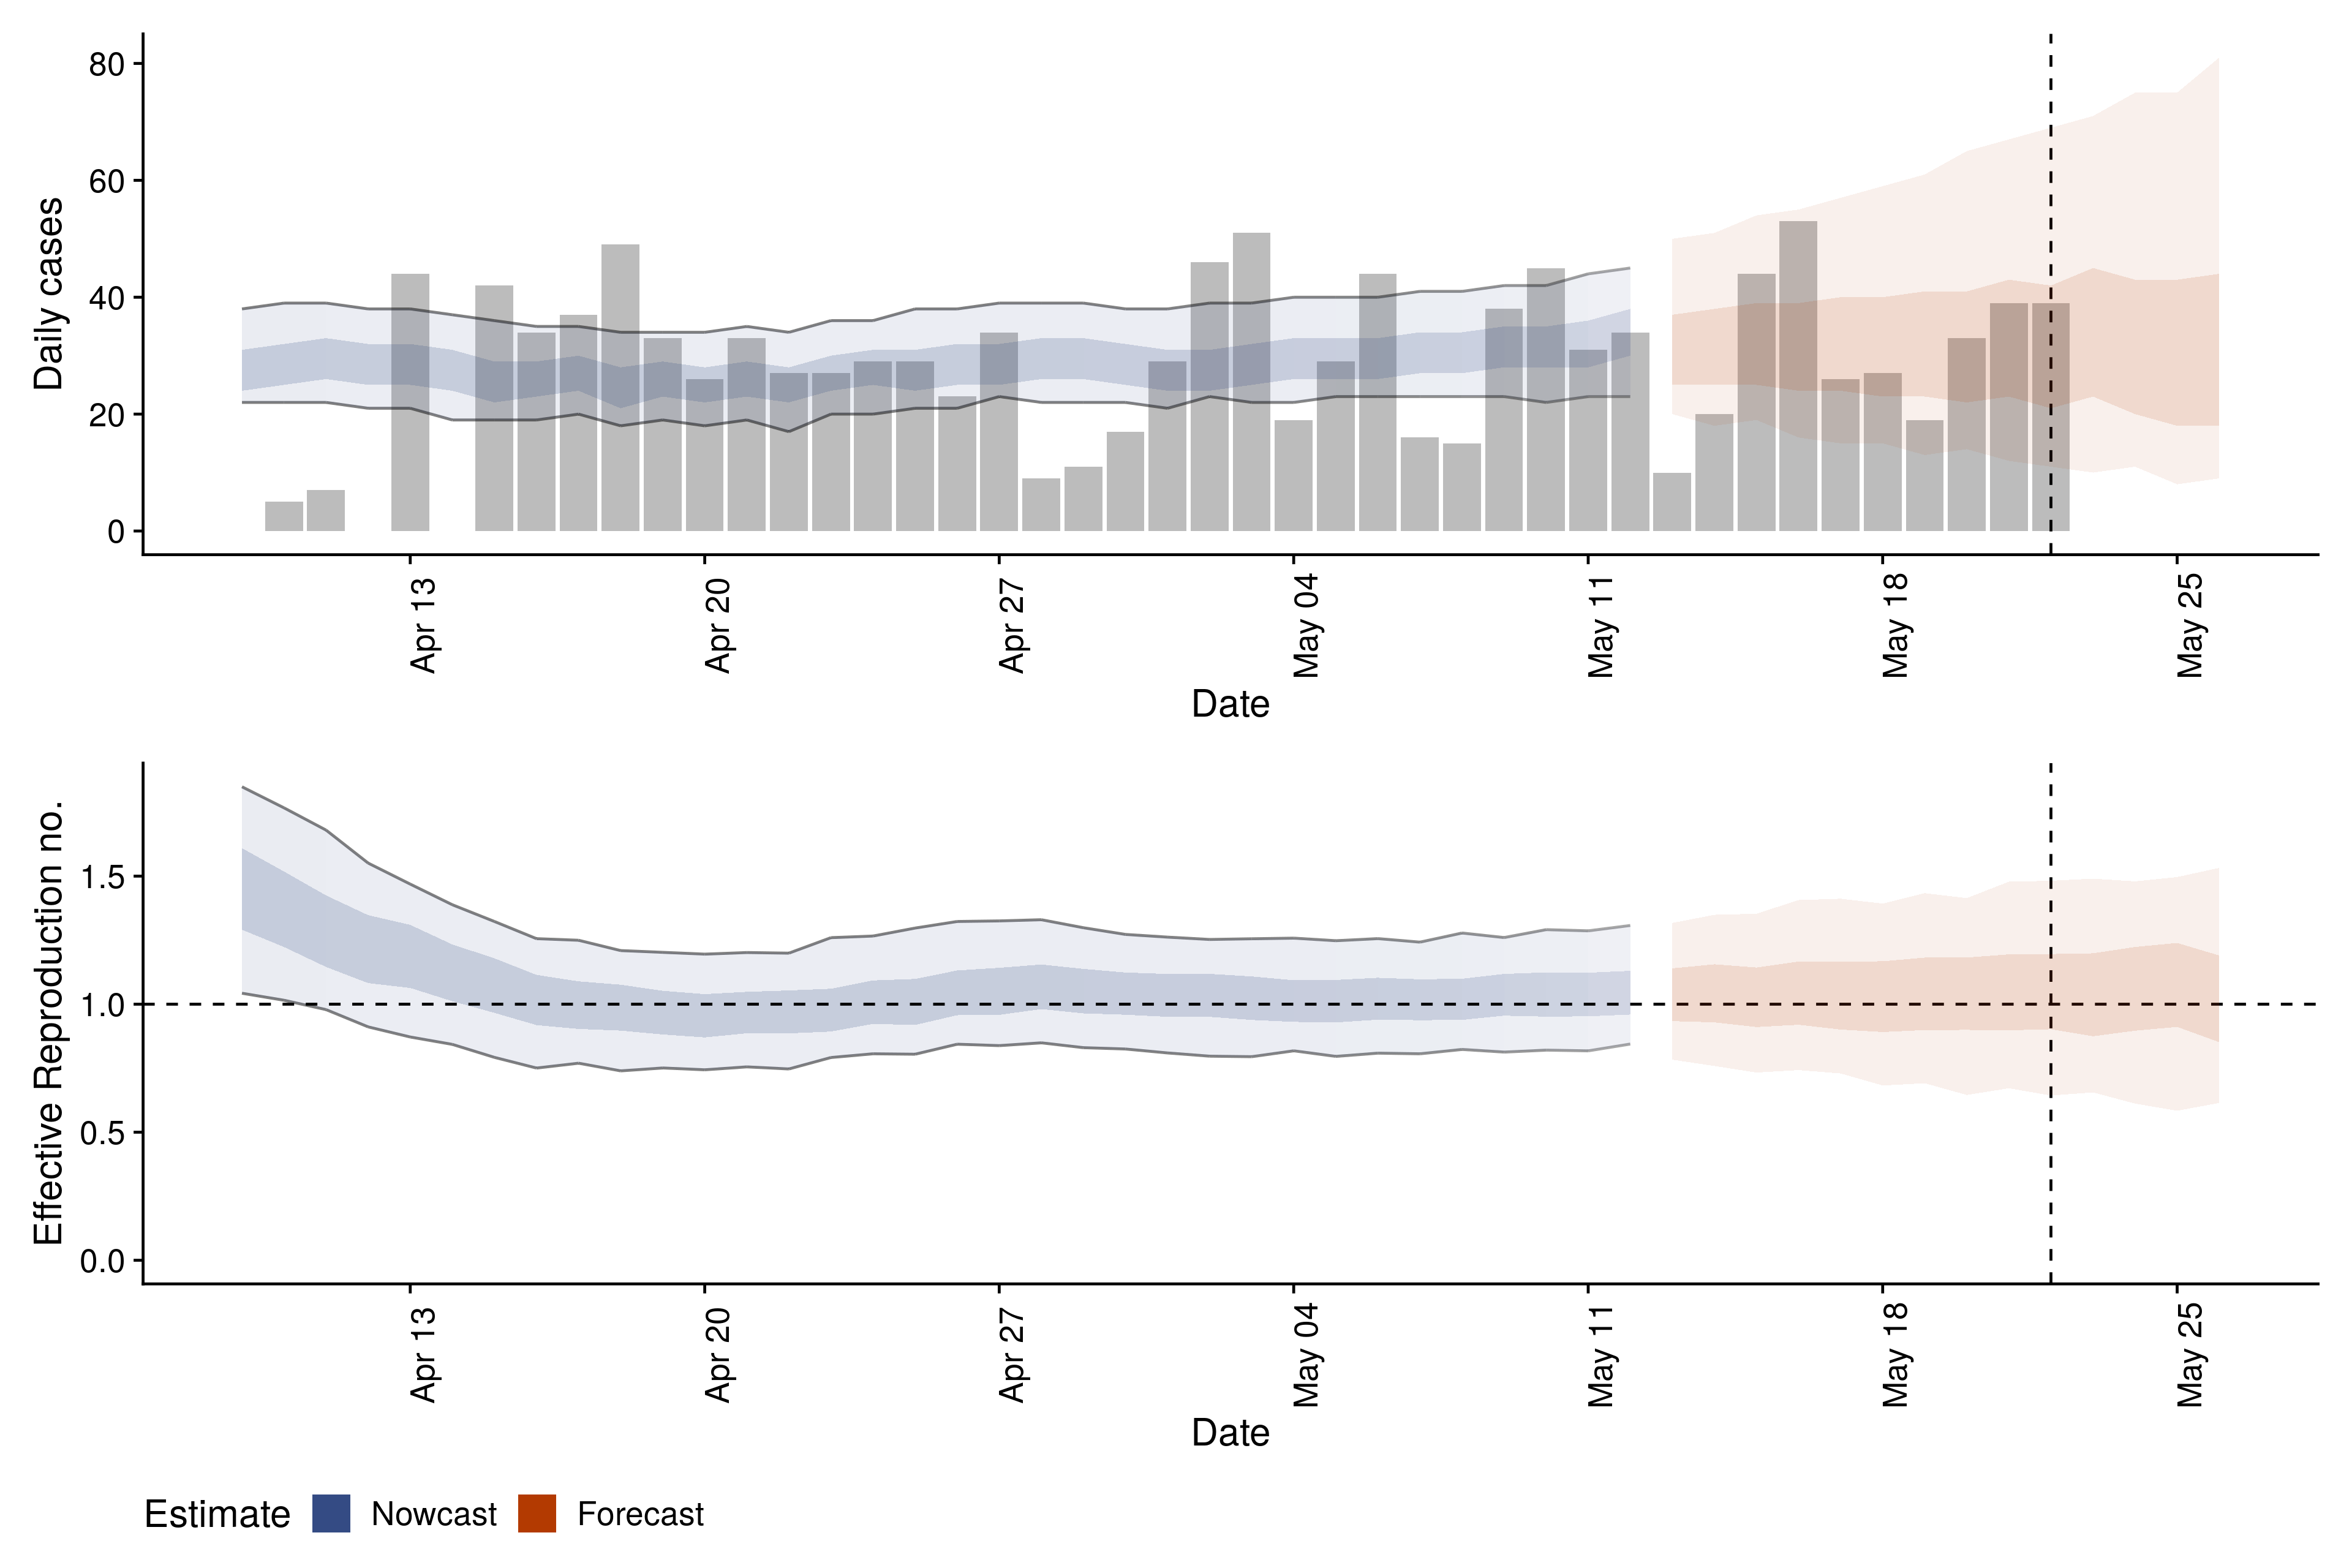 Daily cases
80
60
40
20
0
Apr 13
Apr 20
Apr 27
May 04
May 11
May 18
May 25
Date
Effective Reproduction no.
1.5
1.0
0.5
0.0
Apr 13
Apr 20
Apr 27
May 04
May 11
May 18
May 25
Date
Estimate Nowcast Forecast